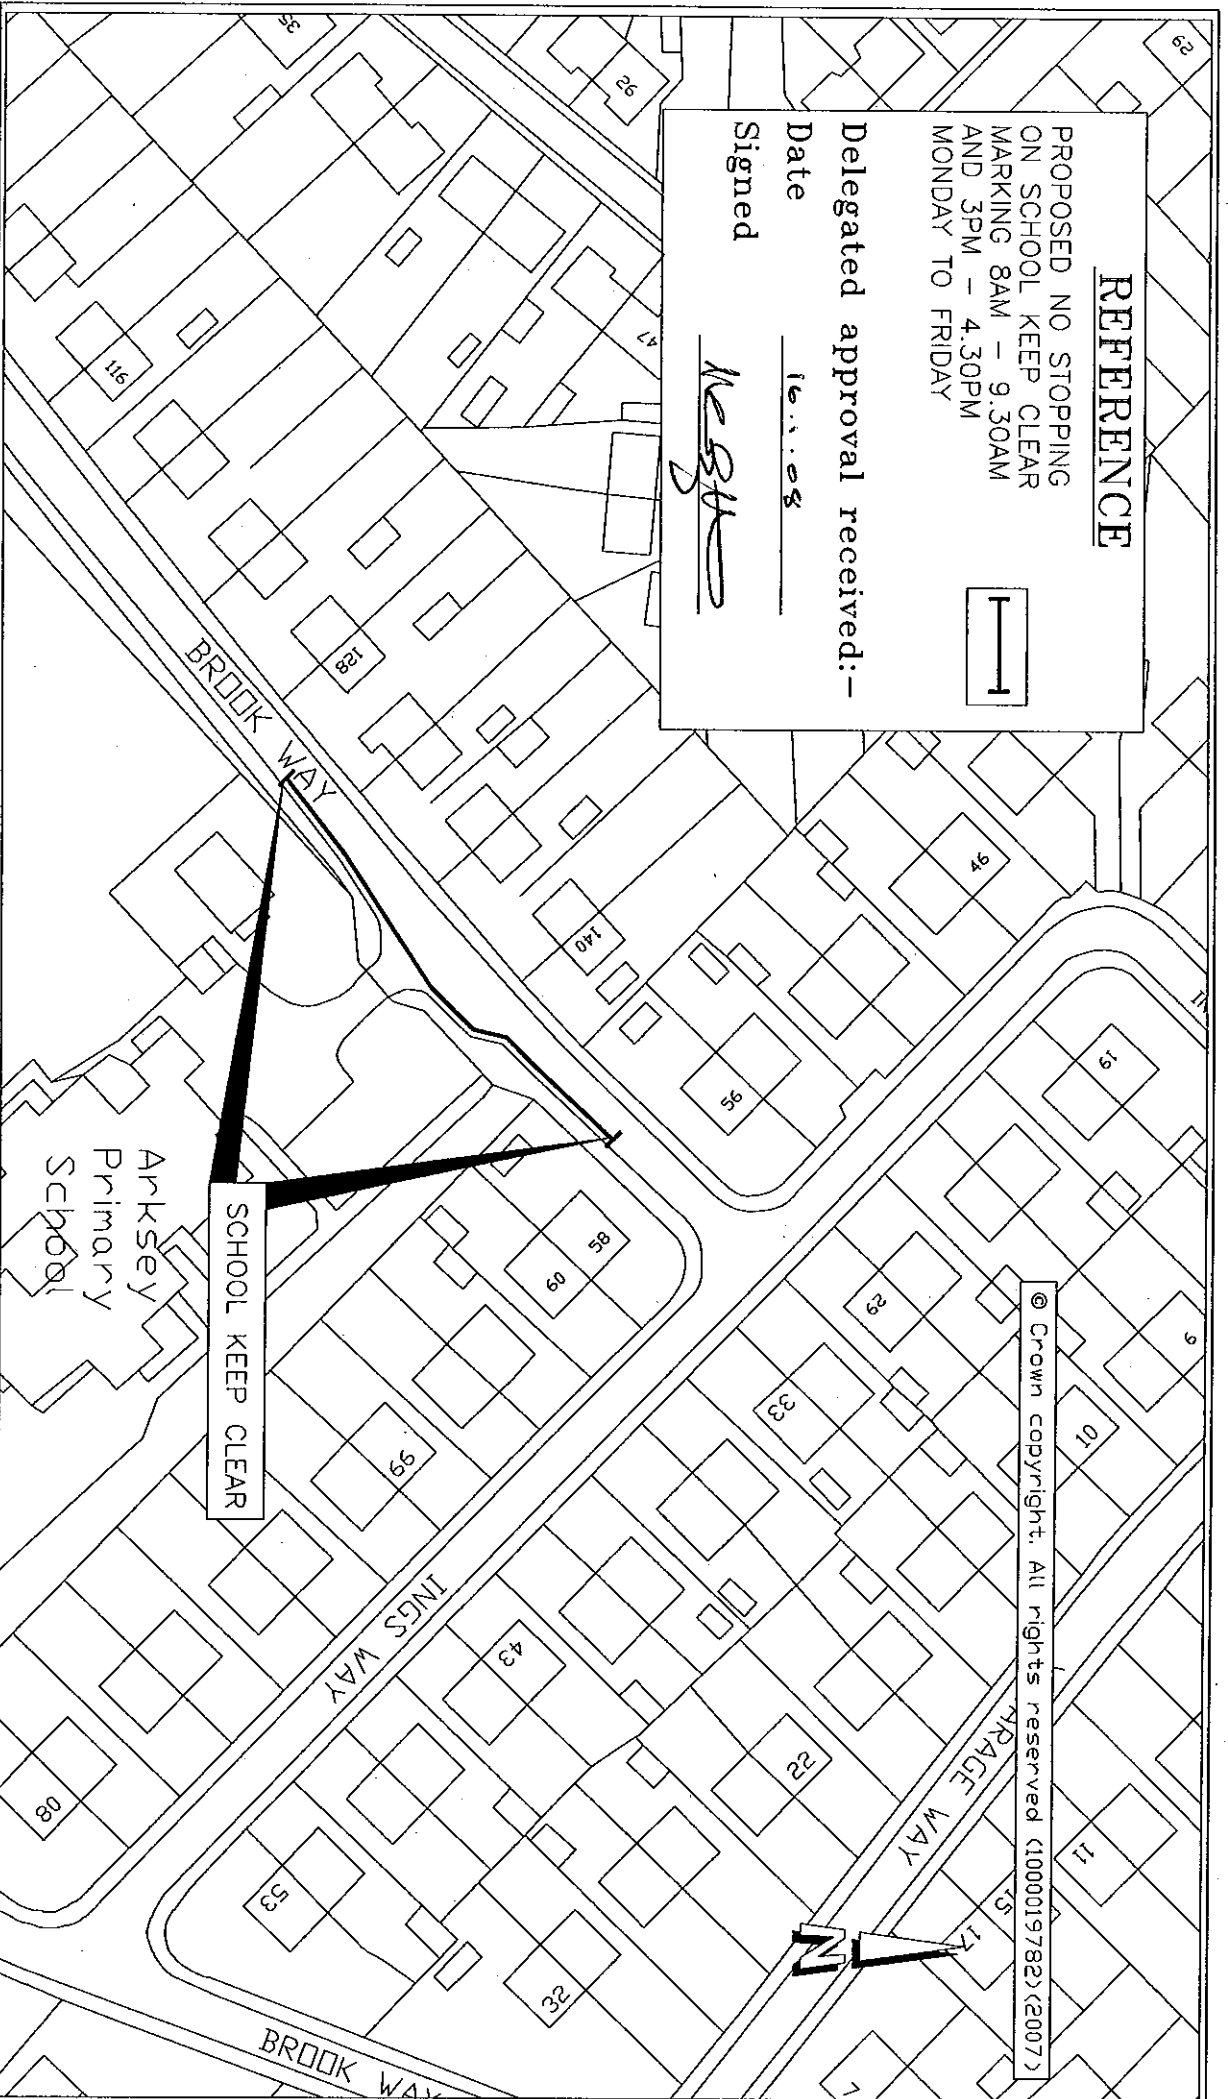 REFERENCE
PROPOSED NO STOPPING
ON SCHOOL KEEP CLEAR
MARKING 8AM - 9.30AM
AND 3PM - 4.30PM
MONDAY TO FRIDAY
Delegated approval received:-
Date
Signed
© Crown copyright. All rights reserved (100019782)(2007)
29
26
35
47
116
128
140
46
56
19
29
33
6
10
58
60
66
43
22
11
15
17
7
80
53
32
BROOK WAY
INGS WAY
ARAGE WAY
BROOK WAY
N
SCHOOL KEEP CLEAR
Arksey
Primary
School